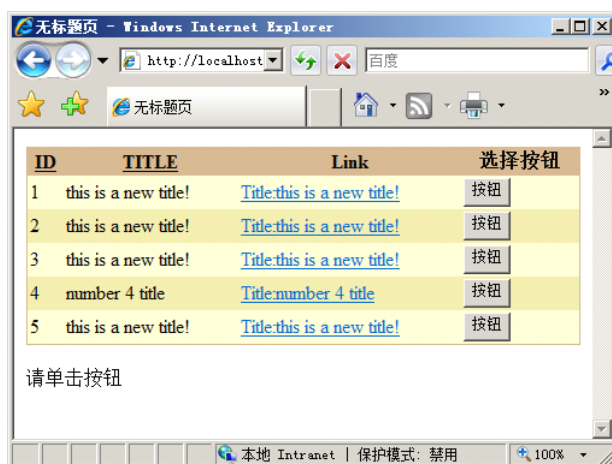 无标题页 - Windows Internet Explorer
http://localhost
百度
无标题页
»
ID TITLE Link 选择按钮
1 this is a new title! Title:this is a new title! 按钮
2 this is a new title! Title:this is a new title! 按钮
3 this is a new title! Title:this is a new title! 按钮
4 number 4 title Title:number 4 title 按钮
5 this is a new title! Title:this is a new title! 按钮
请单击按钮
本地 Intranet | 保护模式: 禁用 100%